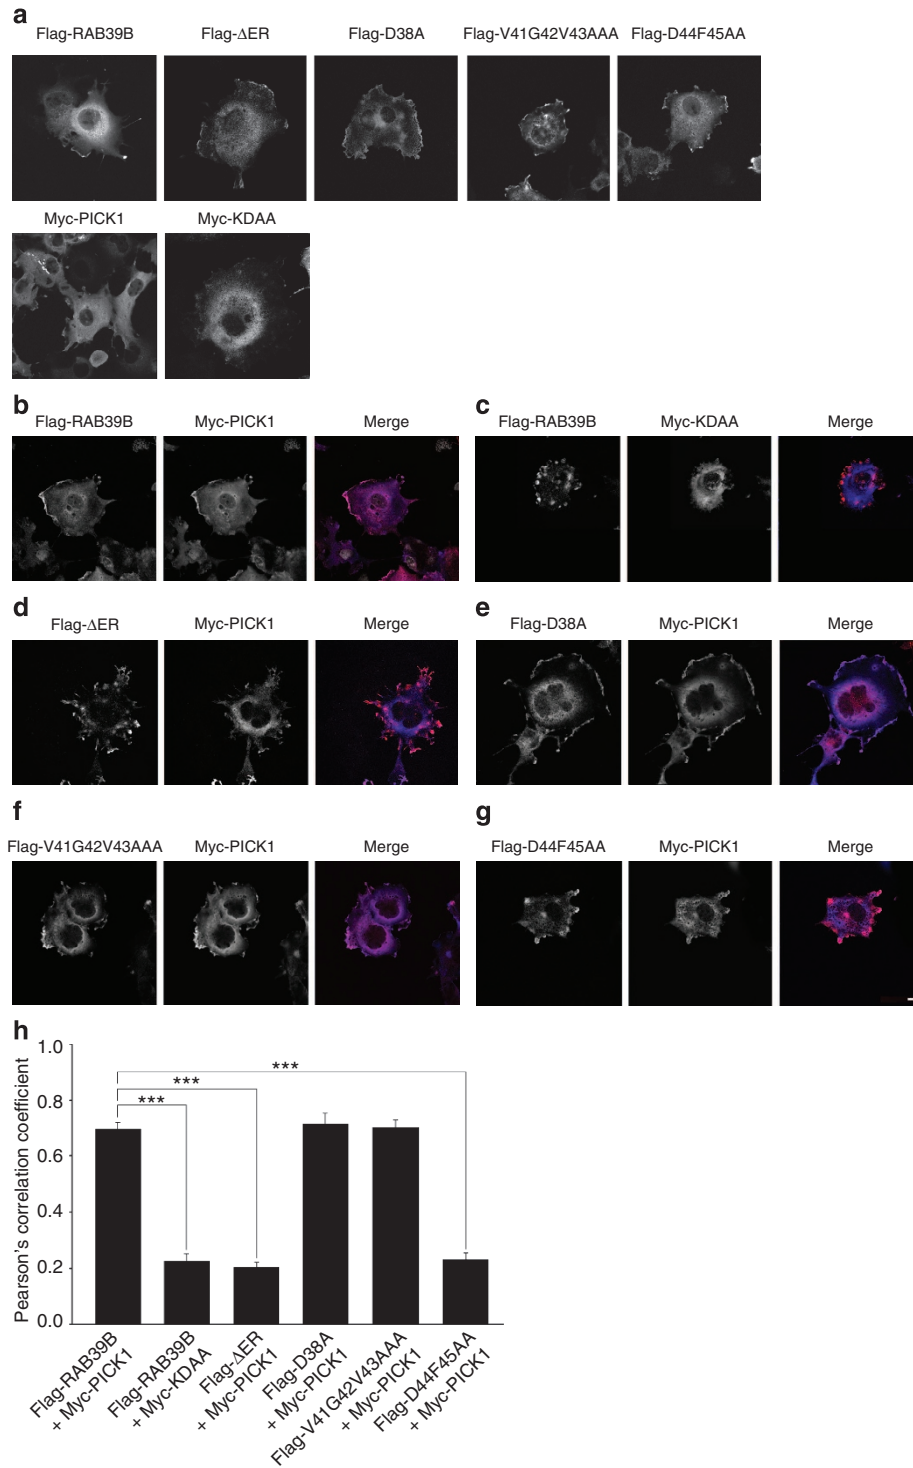 a
Flag-RAB39B Flag-ΔER Flag-D38A Flag-V41G42V43AAA Flag-D44F45AA
Myc-PICK1 Myc-KDAA
b
Flag-RAB39B Myc-PICK1 Merge
c
Flag-RAB39B Myc-KDAA Merge
d
Flag-ΔER Myc-PICK1 Merge
e
Flag-D38A Myc-PICK1 Merge
f
Flag-V41G42V43AAA Myc-PICK1 Merge
g
Flag-D44F45AA Myc-PICK1 Merge
h
Pearson's correlation coefficient
1.0
0.8
0.6
0.4
0.2
0.0
***
***
***
Flag-RAB39B
+ Myc-PICK1
Flag-RAB39B
+ Myc-KDAA
Flag-ΔER
+ Myc-PICK1
Flag-D38A
+ Myc-PICK1
Flag-V41G42V43AAA
+ Myc-PICK1
Flag-D44F45AA
+ Myc-PICK1